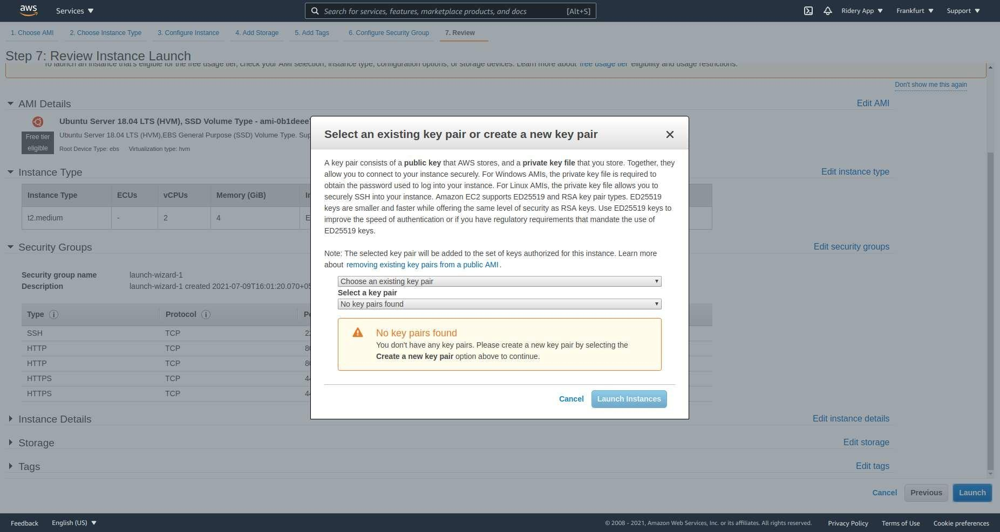 aws
Services
Search for services, features, marketplace products, and docs [Alt+S]
Ridery App
Frankfurt
Support
1. Choose AMI
2. Choose Instance Type
3. Configure Instance
4. Add Storage
5. Add Tags
6. Configure Security Group
7. Review
Step 7: Review Instance Launch
To launch an instance that's eligible for the free usage tier, check your AMI selection, instance type, configuration options, or storage devices. Learn more about free usage tier eligibility and usage restrictions.
Don't show me this again
AMI Details
Edit AMI
Ubuntu Server 18.04 LTS (HVM), SSD Volume Type - ami-0b1deee
Free tier
eligible
Ubuntu Server 18.04 LTS (HVM),EBS General Purpose (SSD) Volume Type. Sup
Root Device Type: ebs Virtualization type: hvm
Instance Type
Edit instance type
Instance Type ECUs vCPUs Memory (GiB)
t2.medium - 2 4
Security Groups
Edit security groups
Security group name launch-wizard-1
Description launch-wizard-1 created 2021-07-09T16:01:20.070+05
Type Protocol
SSH TCP
HTTP TCP
HTTP TCP
HTTPS TCP
HTTPS TCP
Instance Details
Edit instance details
Storage
Edit storage
Tags
Edit tags
Select an existing key pair or create a new key pair
A key pair consists of a public key that AWS stores, and a private key file that you store. Together, they
allow you to connect to your instance securely. For Windows AMIs, the private key file is required to
obtain the password used to log into your instance. For Linux AMIs, the private key file allows you to
securely SSH into your instance. Amazon EC2 supports ED25519 and RSA key pair types. ED25519
keys are smaller and faster while offering the same level of security as RSA keys. Use ED25519 keys to
improve the speed of authentication or if you have regulatory requirements that mandate the use of
ED25519 keys.
Note: The selected key pair will be added to the set of keys authorized for this instance. Learn more
about removing existing key pairs from a public AMI.
Choose an existing key pair
Select a key pair
No key pairs found
No key pairs found
You don't have any key pairs. Please create a new key pair by selecting the
Create a new key pair option above to continue.
Cancel
Launch Instances
Cancel
Previous
Launch
Feedback
English (US)
© 2008 - 2021, Amazon Web Services, Inc. or its affiliates. All rights reserved.
Privacy Policy
Terms of Use
Cookie preferences